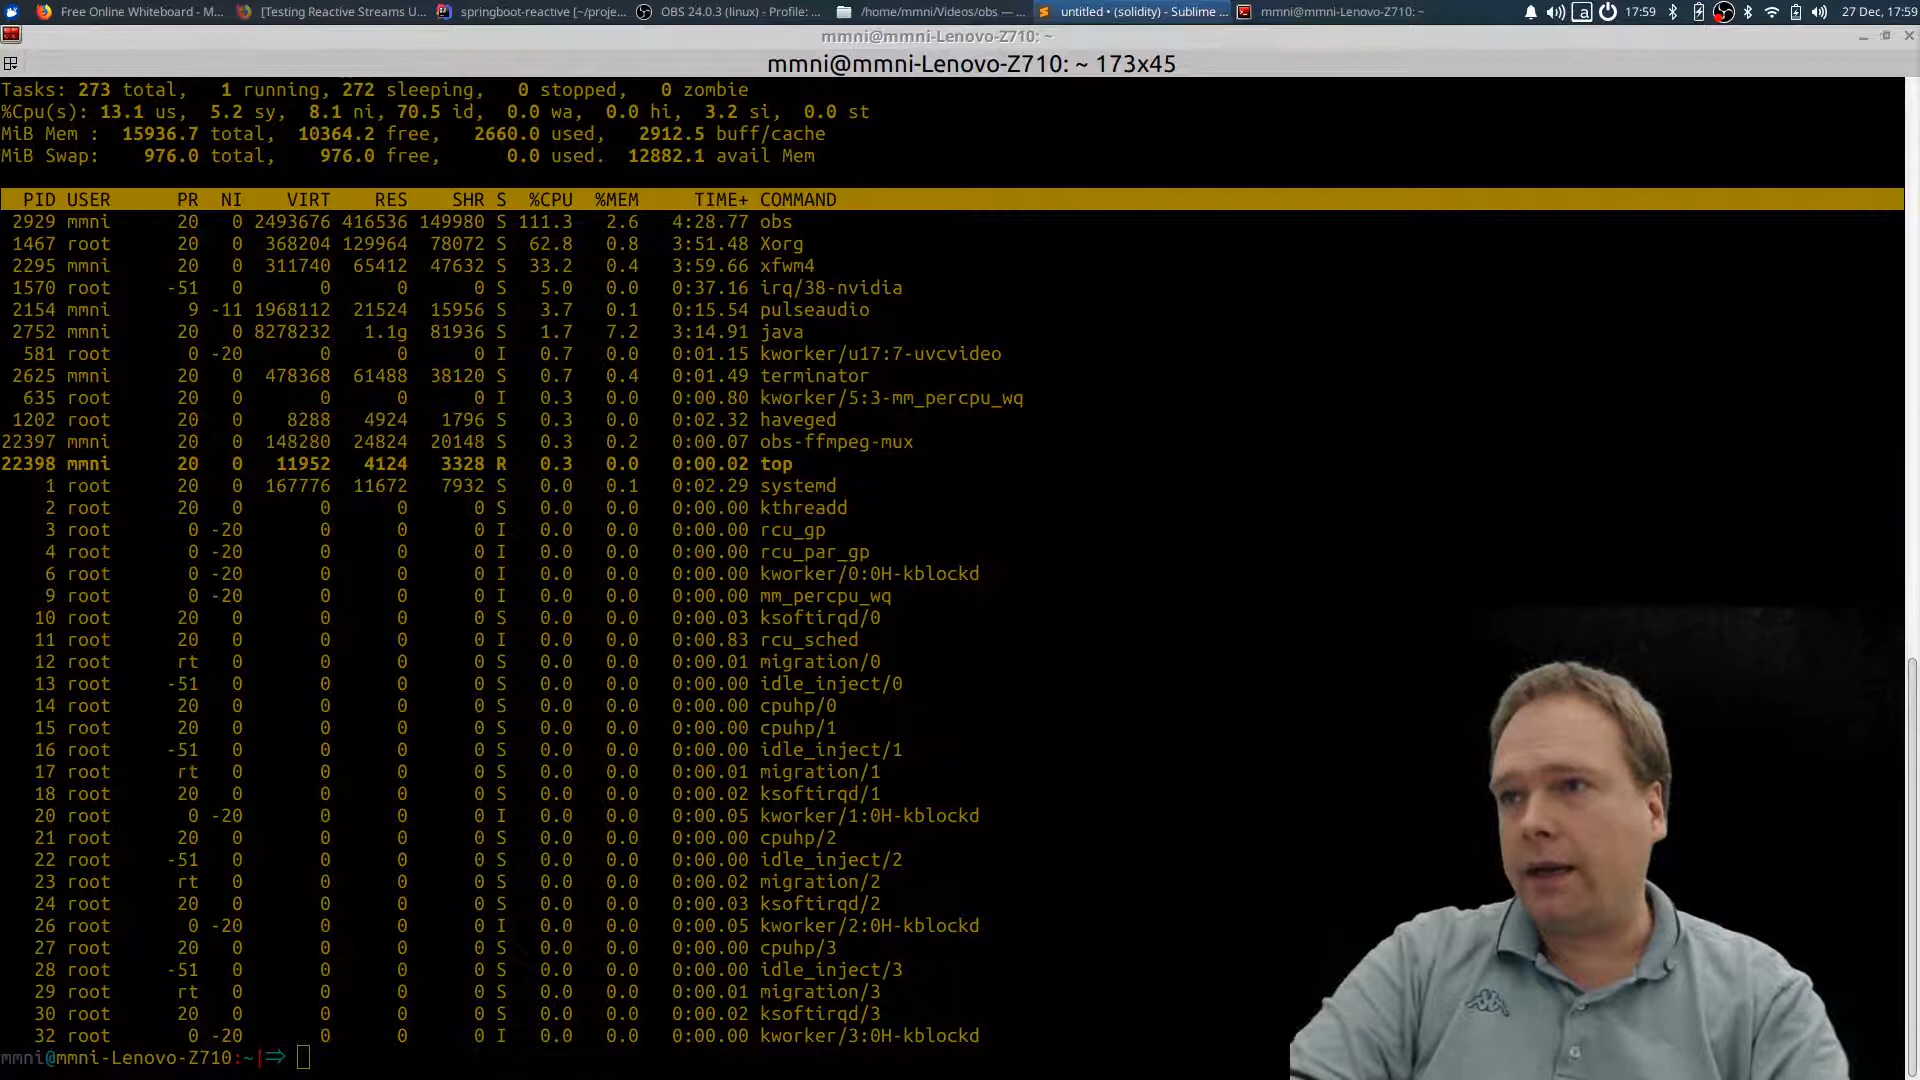 Free Online Whiteboard - M...
[Testing Reactive Streams U...
springboot-reactive [~/proje...
OBS 24.0.3 (linux) - Profile: ...
/home/mmni/Videos/obs — ...
untitled • (solidity) - Sublime ...
mmni@mmni-Lenovo-Z710: ~
17:59
27 Dec, 17:59
mmni@mmni-Lenovo-Z710: ~
mmni@mmni-Lenovo-Z710: ~ 173x45
Tasks: 273 total, 1 running, 272 sleeping, 0 stopped, 0 zombie
%Cpu(s): 13.1 us, 5.2 sy, 8.1 ni, 70.5 id, 0.0 wa, 0.0 hi, 3.2 si, 0.0 st
MiB Mem : 15936.7 total, 10364.2 free, 2660.0 used, 2912.5 buff/cache
MiB Swap: 976.0 total, 976.0 free, 0.0 used. 12882.1 avail Mem
PID USER PR NI VIRT RES SHR S %CPU %MEM TIME+ COMMAND
2929 mmni 20 0 2493676 416536 149980 S 111.3 2.6 4:28.77 obs
1467 root 20 0 368204 129964 78072 S 62.8 0.8 3:51.48 Xorg
2295 mmni 20 0 311740 65412 47632 S 33.2 0.4 3:59.66 xfwm4
1570 root -51 0 0 0 0 S 5.0 0.0 0:37.16 irq/38-nvidia
2154 mmni 9 -11 1968112 21524 15956 S 3.7 0.1 0:15.54 pulseaudio
2752 mmni 20 0 8278232 1.1g 81936 S 1.7 7.2 3:14.91 java
581 root 0 -20 0 0 0 I 0.7 0.0 0:01.15 kworker/u17:7-uvcvideo
2625 mmni 20 0 478368 61488 38120 S 0.7 0.4 0:01.49 terminator
635 root 20 0 0 0 0 I 0.3 0.0 0:00.80 kworker/5:3-mm_percpu_wq
1202 root 20 0 8288 4924 1796 S 0.3 0.0 0:02.32 haveged
22397 mmni 20 0 148280 24824 20148 S 0.3 0.2 0:00.07 obs-ffmpeg-mux
22398 mmni 20 0 11952 4124 3328 R 0.3 0.0 0:00.02 top
1 root 20 0 167776 11672 7932 S 0.0 0.1 0:02.29 systemd
2 root 20 0 0 0 0 S 0.0 0.0 0:00.00 kthreadd
3 root 0 -20 0 0 0 I 0.0 0.0 0:00.00 rcu_gp
4 root 0 -20 0 0 0 I 0.0 0.0 0:00.00 rcu_par_gp
6 root 0 -20 0 0 0 I 0.0 0.0 0:00.00 kworker/0:0H-kblockd
9 root 0 -20 0 0 0 I 0.0 0.0 0:00.00 mm_percpu_wq
10 root 20 0 0 0 0 S 0.0 0.0 0:00.03 ksoftirqd/0
11 root 20 0 0 0 0 I 0.0 0.0 0:00.83 rcu_sched
12 root rt 0 0 0 0 S 0.0 0.0 0:00.01 migration/0
13 root -51 0 0 0 0 S 0.0 0.0 0:00.00 idle_inject/0
14 root 20 0 0 0 0 S 0.0 0.0 0:00.00 cpuhp/0
15 root 20 0 0 0 0 S 0.0 0.0 0:00.00 cpuhp/1
16 root -51 0 0 0 0 S 0.0 0.0 0:00.00 idle_inject/1
17 root rt 0 0 0 0 S 0.0 0.0 0:00.01 migration/1
18 root 20 0 0 0 0 S 0.0 0.0 0:00.02 ksoftirqd/1
20 root 0 -20 0 0 0 I 0.0 0.0 0:00.05 kworker/1:0H-kblockd
21 root 20 0 0 0 0 S 0.0 0.0 0:00.00 cpuhp/2
22 root -51 0 0 0 0 S 0.0 0.0 0:00.00 idle_inject/2
23 root rt 0 0 0 0 S 0.0 0.0 0:00.02 migration/2
24 root 20 0 0 0 0 S 0.0 0.0 0:00.03 ksoftirqd/2
26 root 0 -20 0 0 0 I 0.0 0.0 0:00.05 kworker/2:0H-kblockd
27 root 20 0 0 0 0 S 0.0 0.0 0:00.00 cpuhp/3
28 root -51 0 0 0 0 S 0.0 0.0 0:00.00 idle_inject/3
29 root rt 0 0 0 0 S 0.0 0.0 0:00.01 migration/3
30 root 20 0 0 0 0 S 0.0 0.0 0:00.02 ksoftirqd/3
32 root 0 -20 0 0 0 I 0.0 0.0 0:00.00 kworker/3:0H-kblockd
mmni@mmni-Lenovo-Z710:~|⇒